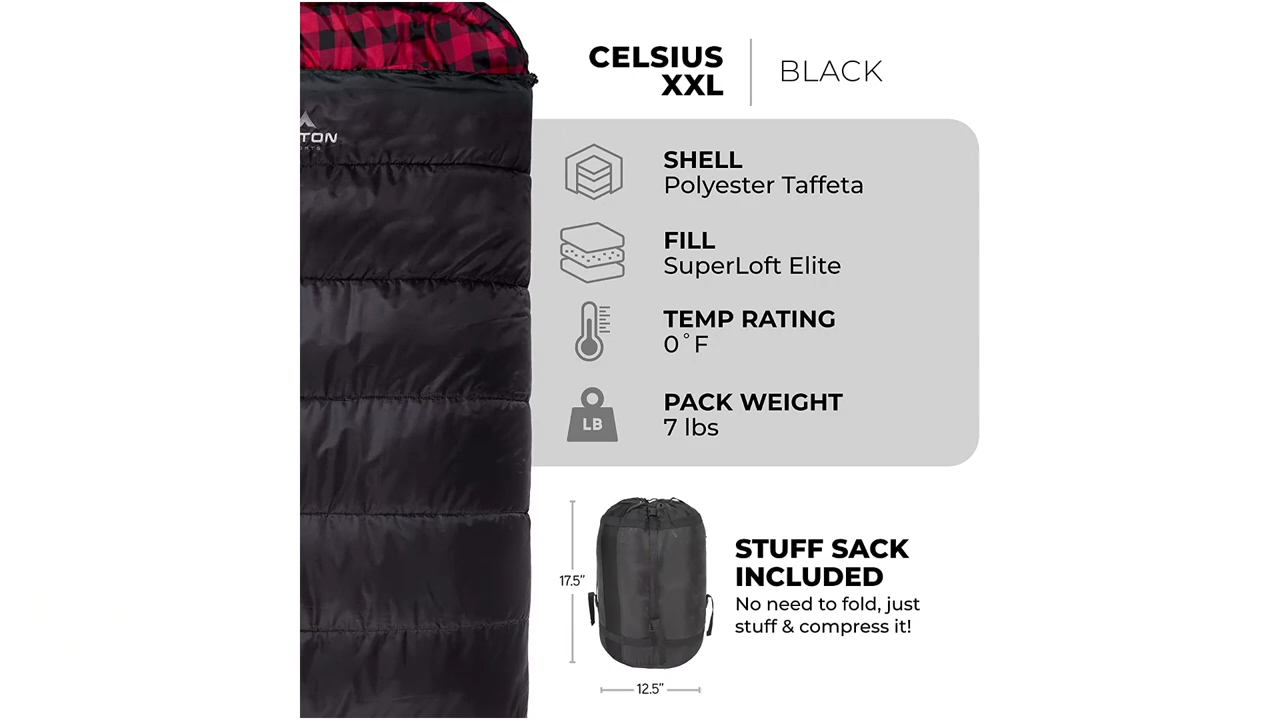 CELSIUS
XXL
BLACK
TON
SHELL
Polyester Taffeta
FILL
SuperLoft Elite
TEMP RATING
0°F
LB
PACK WEIGHT
7 lbs
17.5"
12.5"
STUFF SACK
INCLUDED
No need to fold, just
stuff & compress it!